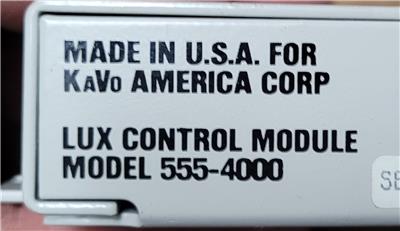 MADE IN U.S.A. FOR
KaVo AMERICA CORP
LUX CONTROL MODULE
MODEL 555-4000